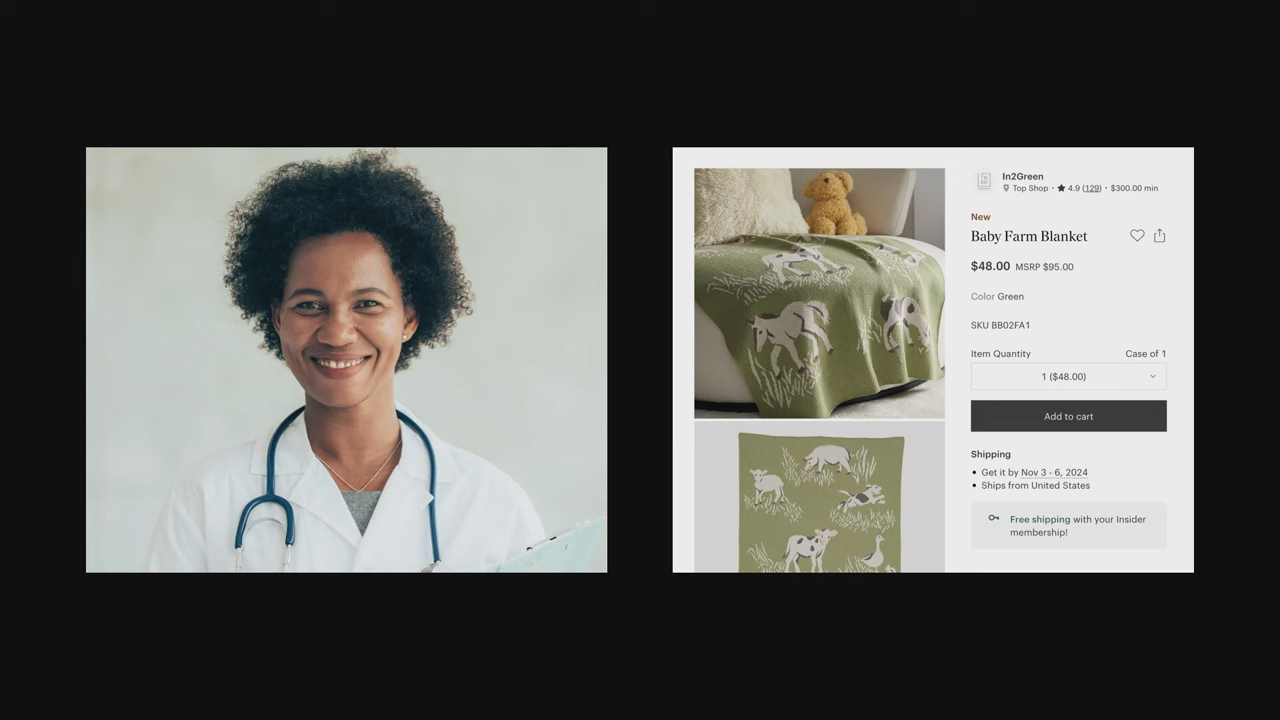 In2Green
Top Shop · ★ 4.9 (129) · $300.00 min
New
Baby Farm Blanket
$48.00 MSRP $95.00
Color Green
SKU BB02FA1
Item Quantity Case of 1
1 ($48.00)
Add to cart
Shipping
• Get it by Nov 3 - 6, 2024
• Ships from United States
Free shipping with your Insider
membership!